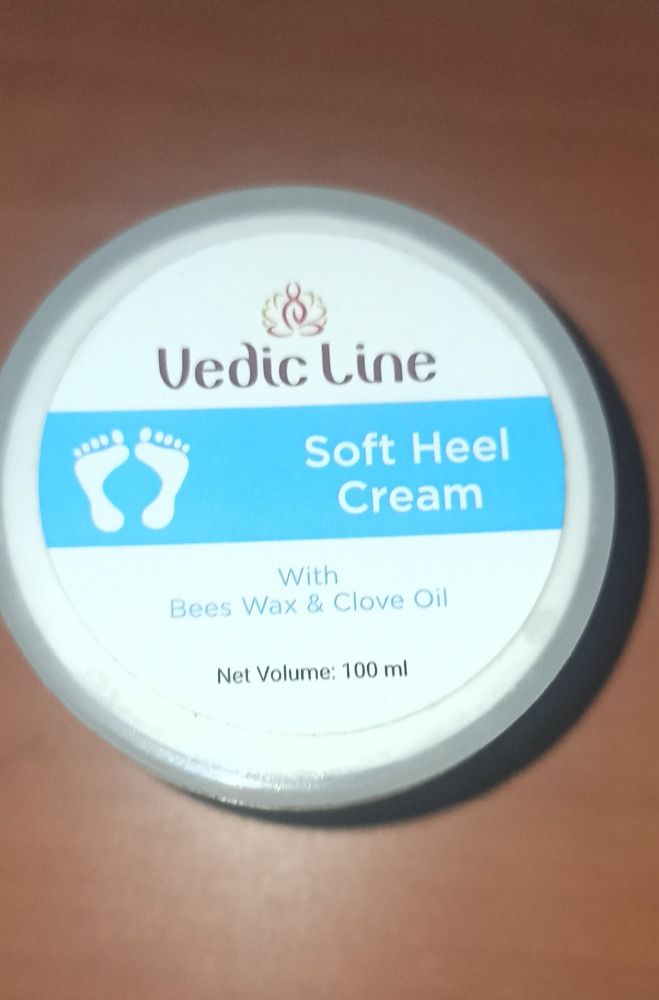 Vedic Line
Soft Heel
Cream
With
Bees Wax & Clove Oil
Net Volume: 100 ml